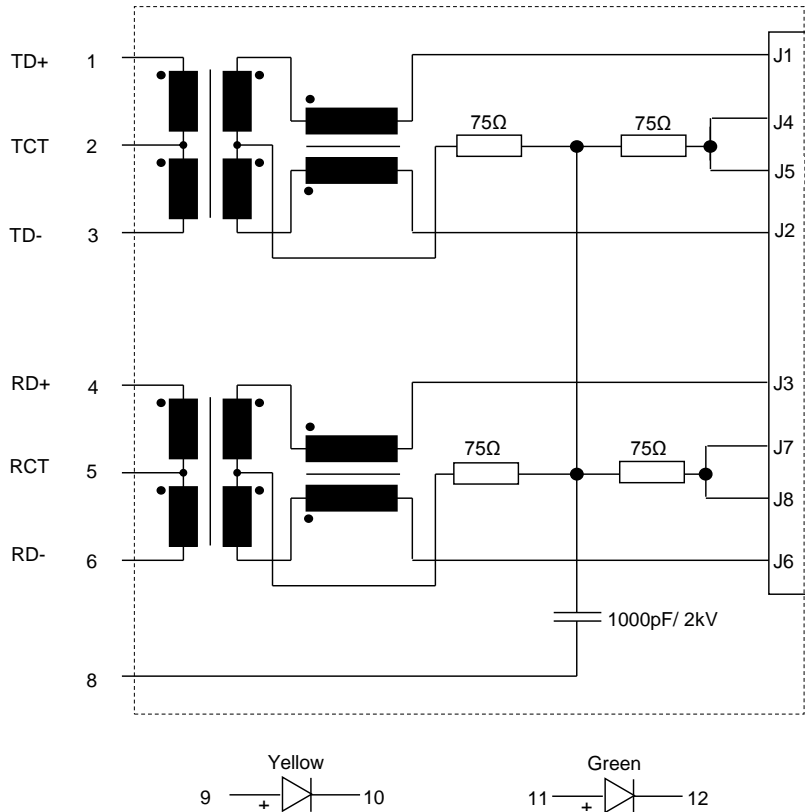 TD+ 1 J1
75Ω 75Ω J4
TCT 2
J5
TD- 3 J2
RD+ 4 J3
75Ω 75Ω J7
RCT 5
J8
RD- 6 J6
1000pF/ 2kV
8
Yellow Green
9 + 10 11 + 12